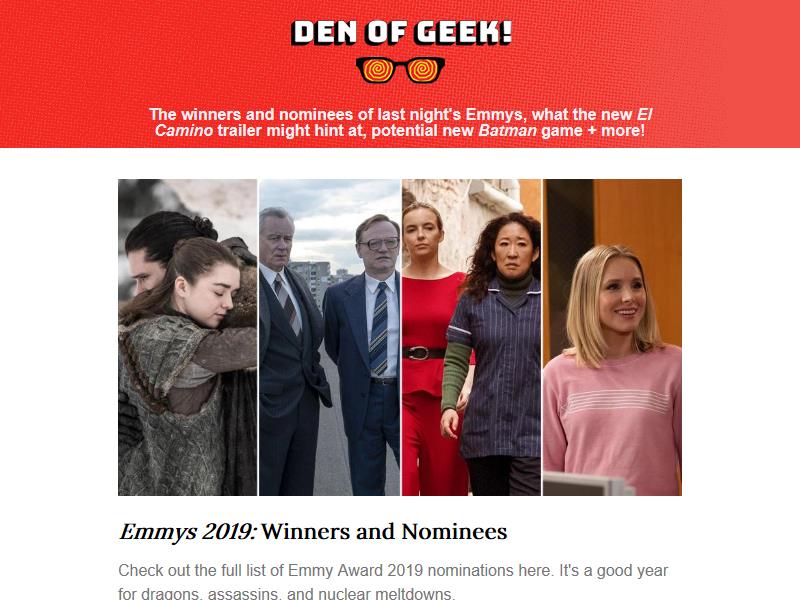 DEN OF GEEK!
The winners and nominees of last night's Emmys, what the new El
Camino trailer might hint at, potential new Batman game + more!
Emmys 2019: Winners and Nominees
Check out the full list of Emmy Award 2019 nominations here. It's a good year
for dragons, assassins, and nuclear meltdowns.